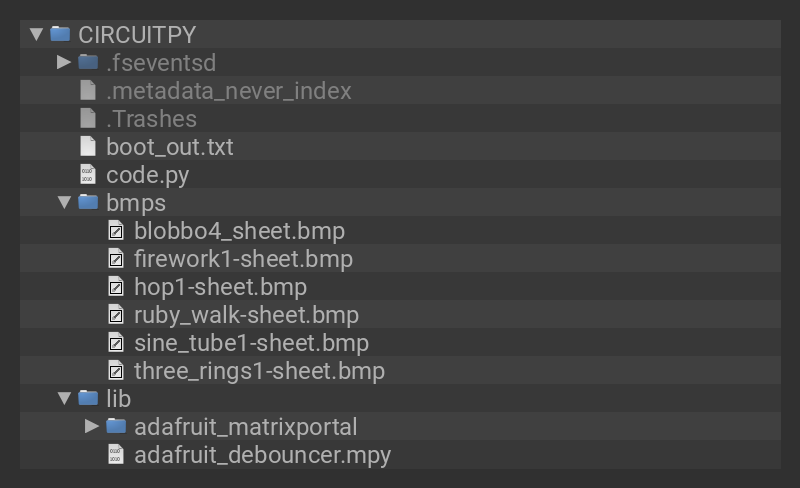 CIRCUITPY
.fseventsd
.metadata_never_index
.Trashes
boot_out.txt
code.py
bmps
blobbo4_sheet.bmp
firework1-sheet.bmp
hop1-sheet.bmp
ruby_walk-sheet.bmp
sine_tube1-sheet.bmp
three_rings1-sheet.bmp
lib
adafruit_matrixportal
adafruit_debouncer.mpy